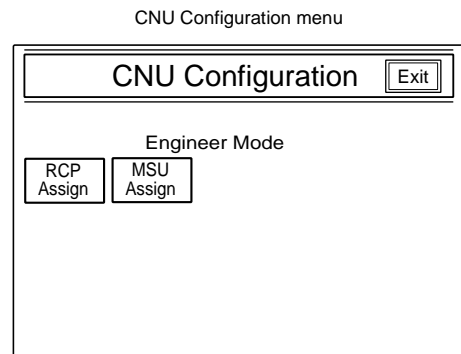 CNU Configuration menu
CNU Configuration
Exit
Engineer Mode
RCP
Assign
MSU
Assign